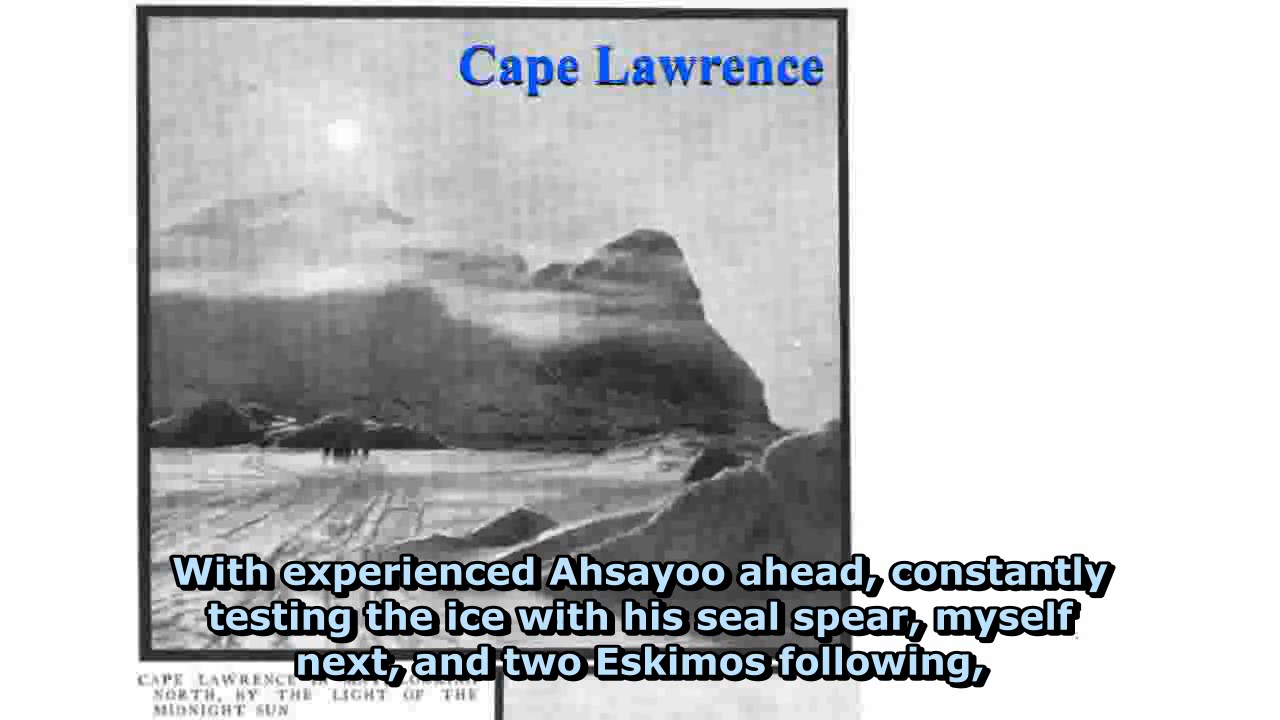 Cape Lawrence
With experienced Ahsayoo ahead, constantly
testing the ice with his seal spear, myself
next, and two Eskimos following,
CAPE LAWRENCE
NORTH, BY THE LIGHT OF THE
MIDNIGHT SUN